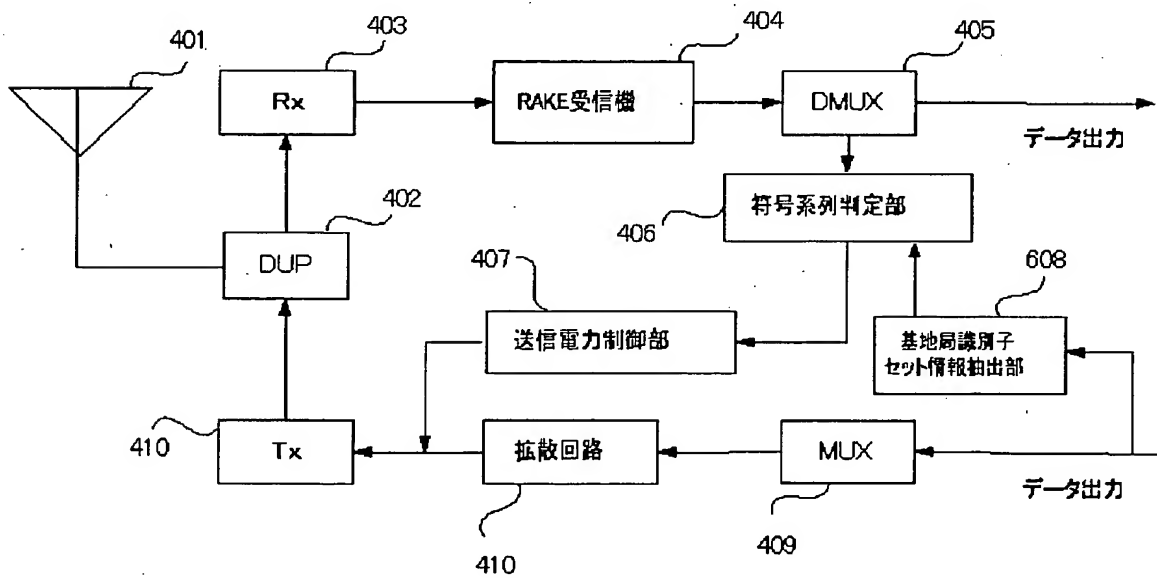 401
403
Rx
404
RAKE受信機
405
DMUX
データ出力
402
DUP
符号系列判定部
406
407
送信電力制御部
608
基地局識別子
セット情報抽出部
410
Tx
拡散回路
410
MUX
409
データ出力